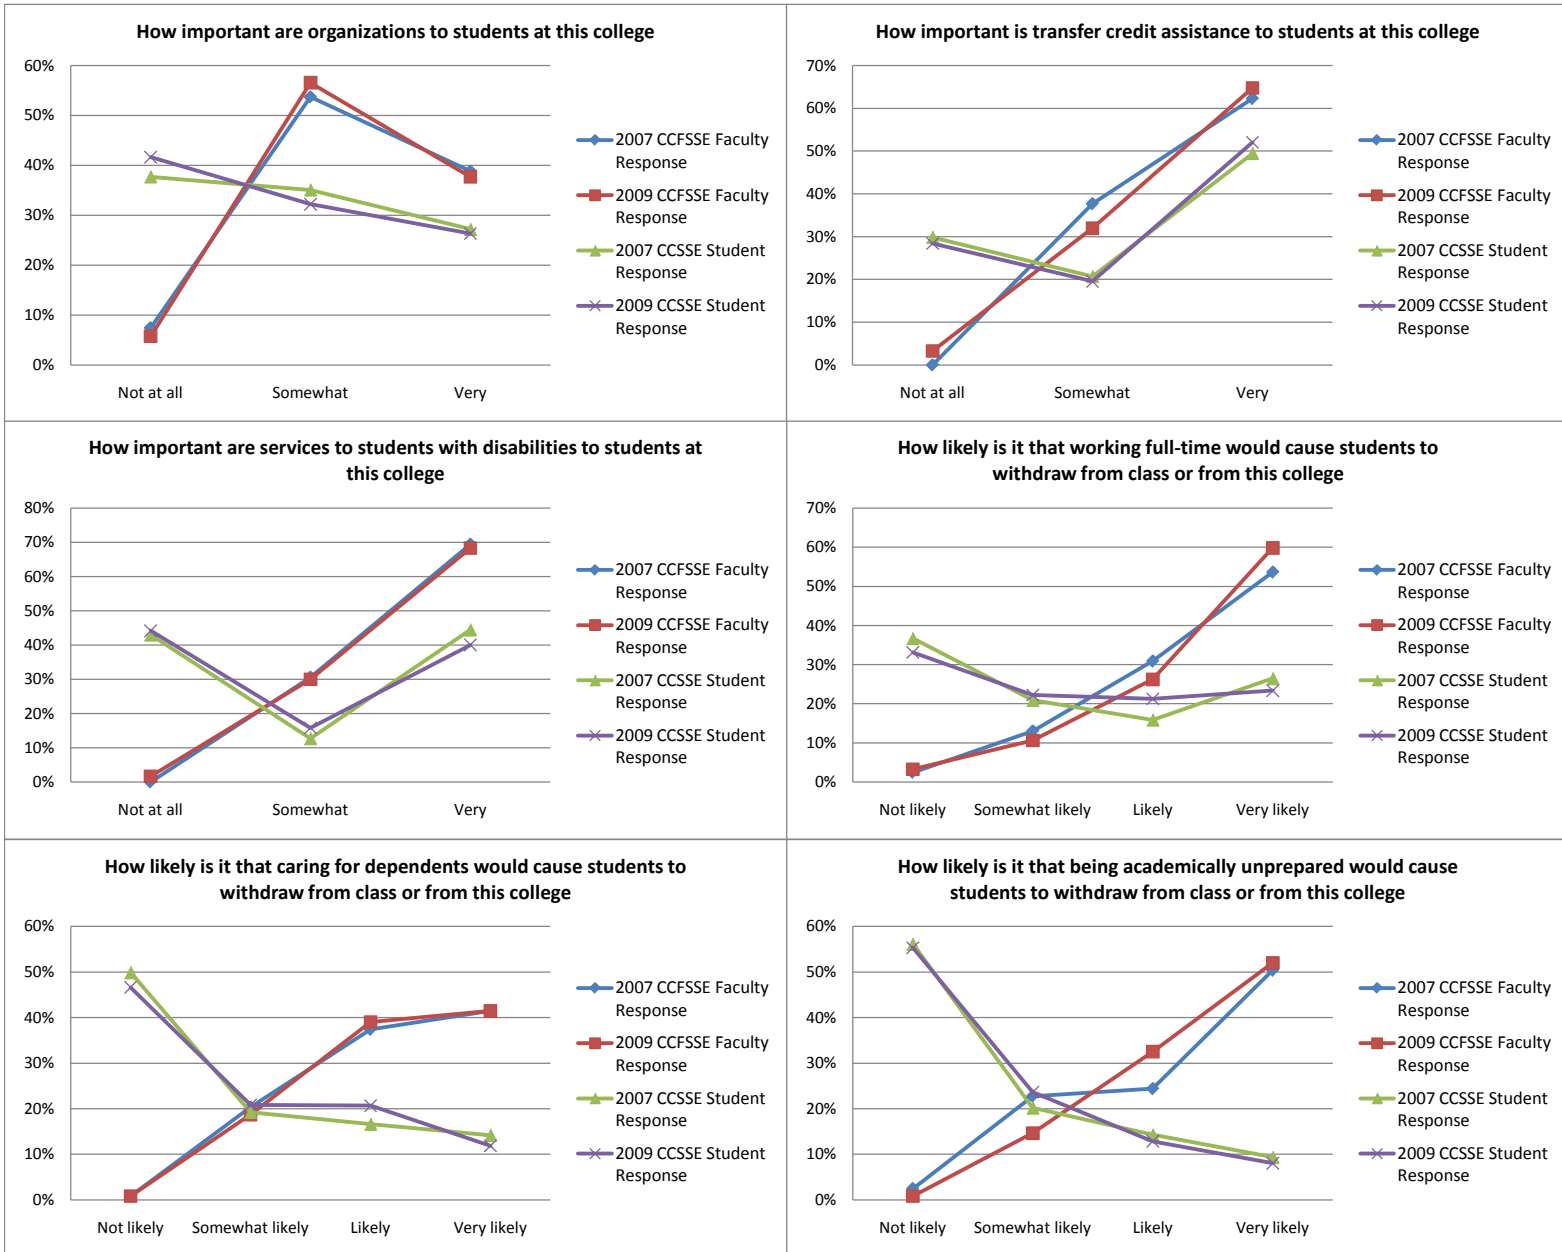 How important are organizations to students at this college
60%
50%
40%
30%
20%
10%
0%
Not at all
Somewhat
Very
2007 CCFSSE Faculty
Response
2009 CCFSSE Faculty
Response
2007 CCSSE Student
Response
2009 CCSSE Student
Response
How important is transfer credit assistance to students at this college
70%
60%
50%
40%
30%
20%
10%
0%
Not at all
Somewhat
Very
2007 CCFSSE Faculty
Response
2009 CCFSSE Faculty
Response
2007 CCSSE Student
Response
2009 CCSSE Student
Response
How important are services to students with disabilities to students at
this college
80%
70%
60%
50%
40%
30%
20%
10%
0%
Not at all
Somewhat
Very
2007 CCFSSE Faculty
Response
2009 CCFSSE Faculty
Response
2007 CCSSE Student
Response
2009 CCSSE Student
Response
How likely is it that working full-time would cause students to
withdraw from class or from this college
70%
60%
50%
40%
30%
20%
10%
0%
Not likely
Somewhat likely
Likely
Very likely
2007 CCFSSE Faculty
Response
2009 CCFSSE Faculty
Response
2007 CCSSE Student
Response
2009 CCSSE Student
Response
How likely is it that caring for dependents would cause students to
withdraw from class or from this college
60%
50%
40%
30%
20%
10%
0%
Not likely
Somewhat likely
Likely
Very likely
2007 CCFSSE Faculty
Response
2009 CCFSSE Faculty
Response
2007 CCSSE Student
Response
2009 CCSSE Student
Response
How likely is it that being academically unprepared would cause
students to withdraw from class or from this college
60%
50%
40%
30%
20%
10%
0%
Not likely
Somewhat likely
Likely
Very likely
2007 CCFSSE Faculty
Response
2009 CCFSSE Faculty
Response
2007 CCSSE Student
Response
2009 CCSSE Student
Response